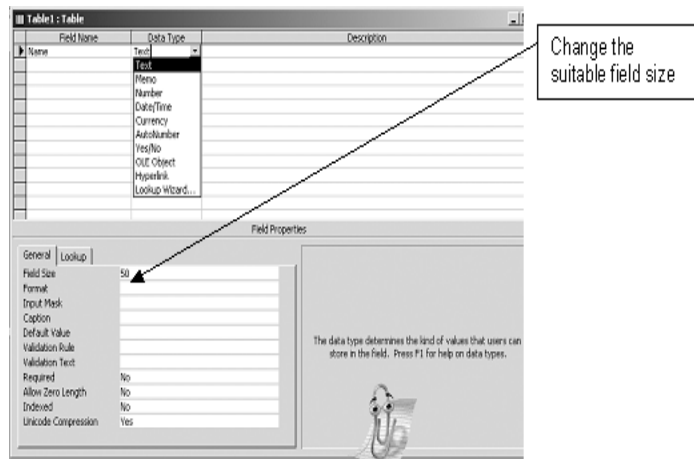 Table1 : Table
Field Name Data Type Description
Name Text
Text
Memo
Number
Date/Time
Currency
AutoNumber
Yes/No
OLE Object
Hyperlink
Lookup Wizard...
Change the
suitable field size
Field Properties
General Lookup
Field Size 50
Format
Input Mask
Caption
Default Value
Validation Rule
Validation Text
Required No
Allow Zero Length No
Indexed No
Unicode Compression Yes
The data type determines the kind of values that users can
store in the field. Press F1 for help on data types.